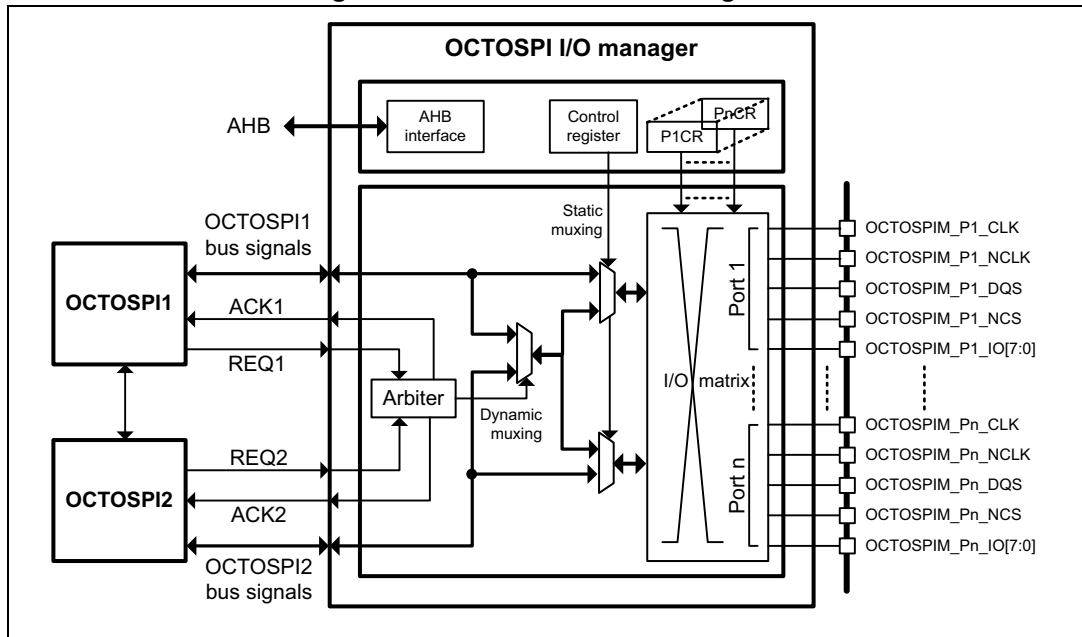 OCTOSPI I/O manager
AHB
AHB
interface
Control
register
P1CR
PnCR
OCTOSPI1
bus signals
Static
muxing
OCTOSPI1
ACK1
REQ1
Arbiter
Dynamic
muxing
REQ2
OCTOSPI2
ACK2
OCTOSPI2
bus signals
I/O matrix
Port 1
Port n
OCTOSPIM_P1_CLK
OCTOSPIM_P1_NCLK
OCTOSPIM_P1_DQS
OCTOSPIM_P1_NCS
OCTOSPIM_P1_IO[7:0]
OCTOSPIM_Pn_CLK
OCTOSPIM_Pn_NCLK
OCTOSPIM_Pn_DQS
OCTOSPIM_Pn_NCS
OCTOSPIM_Pn_IO[7:0]